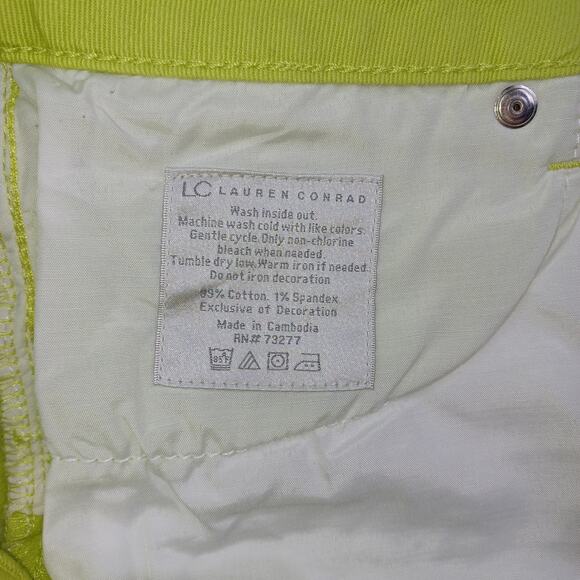 LC LAUREN CONRAD
Wash inside out.
Machine wash cold with like colors.
Gentle cycle. Only non-chlorine
bleach when needed.
Tumble dry low. Warm iron if needed.
Do not iron decoration
99% Cotton. 1% Spandex
Exclusive of Decoration
Made in Cambodia
RN# 73277
85F